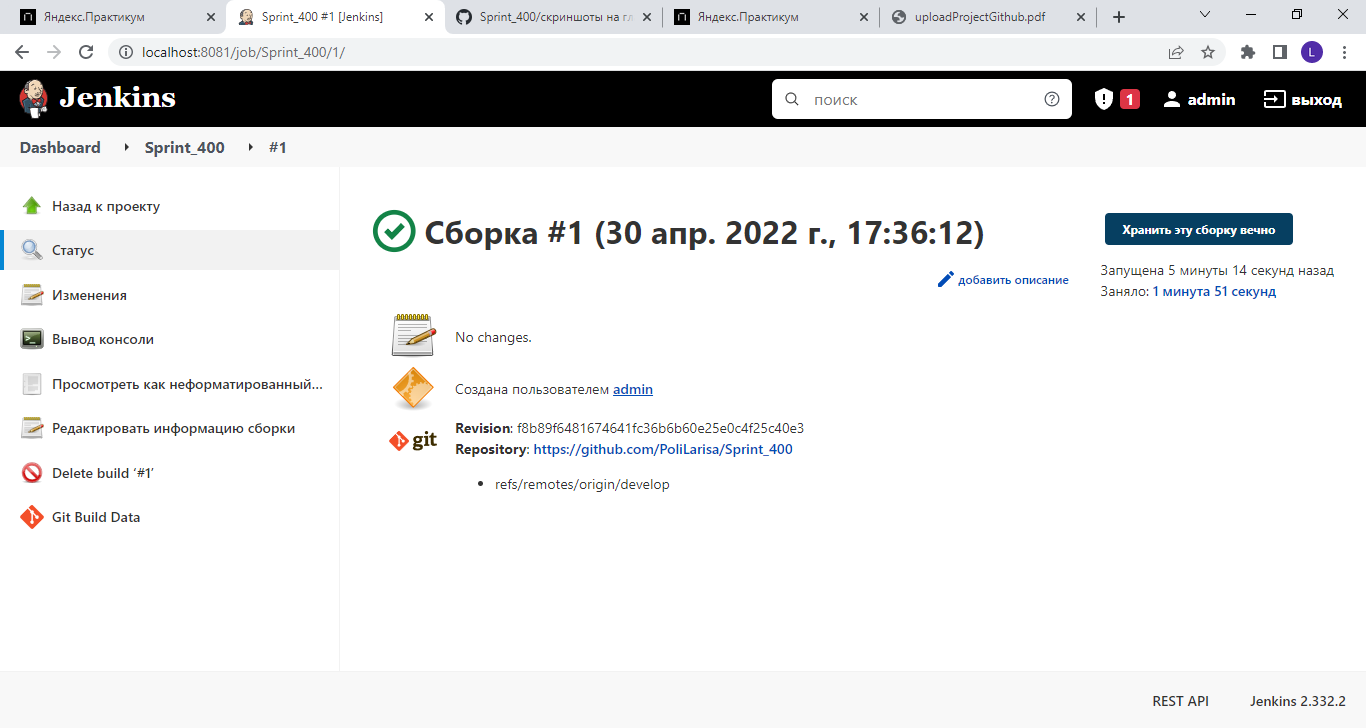 Яндекс.Практикум
Sprint_400 #1 [Jenkins]
Sprint_400/скриншоты на гл
Яндекс.Практикум
uploadProjectGithub.pdf
localhost:8081/job/Sprint_400/1/
L
Jenkins
поиск
1
admin
выход
Dashboard
Sprint_400
#1
Назад к проекту
Статус
Изменения
Вывод консоли
Просмотреть как неформатированный...
Редактировать информацию сборки
Delete build ‘#1’
Git Build Data
Сборка #1 (30 апр. 2022 г., 17:36:12)
Хранить эту сборку вечно
добавить описание
Запущена 5 минуты 14 секунд назад
Заняло: 1 минута 51 секунд
No changes.
Создана пользователем admin
git
Revision: f8b89f6481674641fc36b6b60e25e0c4f25c40e3
Repository: https://github.com/PoliLarisa/Sprint_400
refs/remotes/origin/develop
REST API
Jenkins 2.332.2